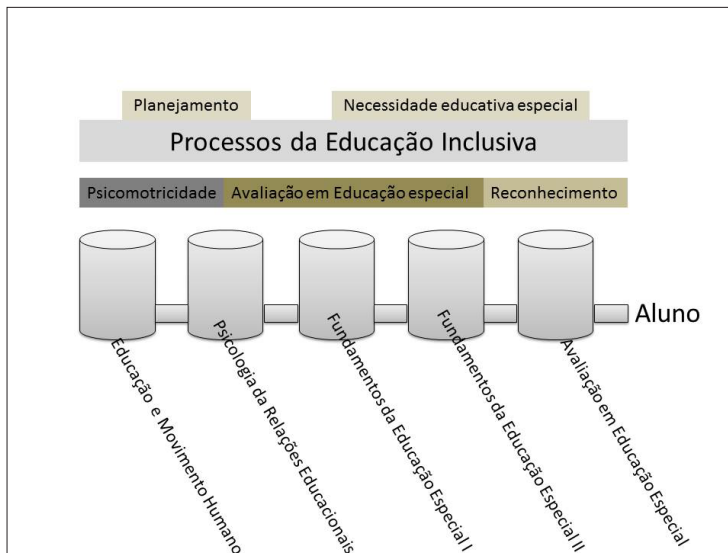 Planejamento
Necessidade educativa especial
Processos da Educação Inclusiva
Psicomotricidade
Avaliação em Educação especial
Reconhecimento
Aluno
Educação e Movimento Humano
Psicologia da Relações Educacionais
Fundamentos da Educação Especial I
Fundamentos da Educação Especial II
Avaliação em Educação Especial